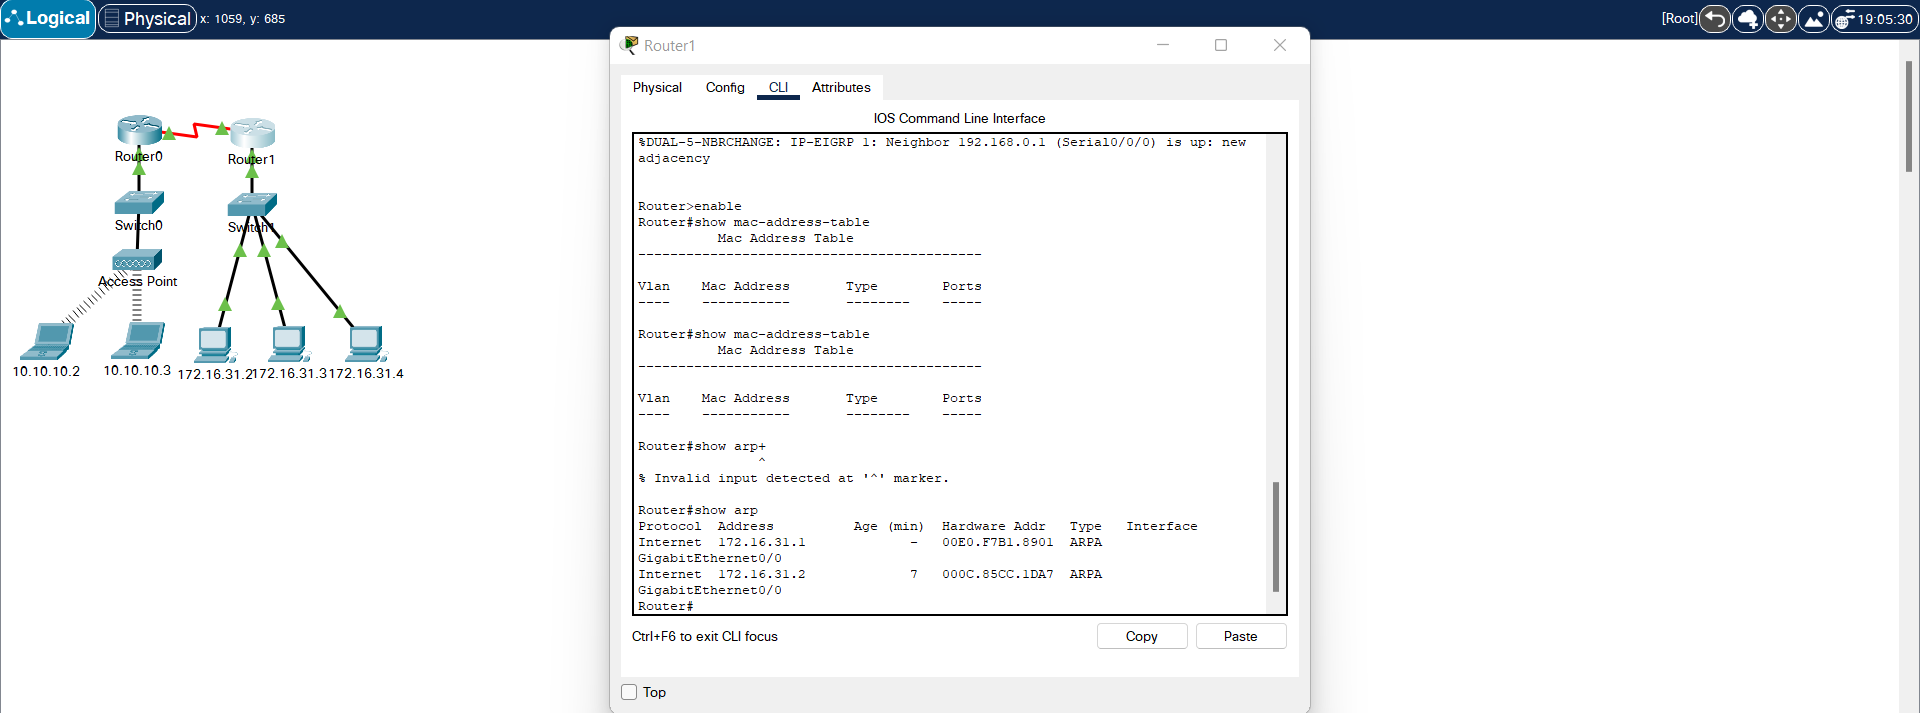 Logical
Physical
x: 1059, y: 685
[Root]
19:05:30
Router0
Router1
Switch0
Switch1
Access Point
10.10.10.2
10.10.10.3
172.16.31.2
172.16.31.3
172.16.31.4
Router1
Physical
Config
CLI
Attributes
IOS Command Line Interface
%DUAL-5-NBRCHANGE: IP-EIGRP 1: Neighbor 192.168.0.1 (Serial0/0/0) is up: new
adjacency
Router>enable
Router#show mac-address-table
Mac Address Table
-------------------------------------------
Vlan    Mac Address       Type        Ports
----    -----------       --------    -----
Router#show mac-address-table
Mac Address Table
-------------------------------------------
Vlan    Mac Address       Type        Ports
----    -----------       --------    -----
Router#show arp+
^
% Invalid input detected at '^' marker.
Router#show arp
Protocol  Address          Age (min)  Hardware Addr   Type   Interface
Internet  172.16.31.1             -   00E0.F7B1.8901  ARPA
GigabitEthernet0/0
Internet  172.16.31.2             7   000C.85CC.1DA7  ARPA
GigabitEthernet0/0
Router#
Ctrl+F6 to exit CLI focus
Copy
Paste
Top